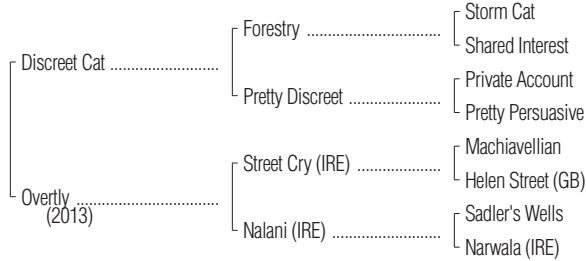 Storm Cat
Forestry ........................................
Shared Interest
Discreet Cat ................................
Private Account
Pretty Discreet ...........................
Pretty Persuasive
Machiavellian
Street Cry (IRE) ........................
Helen Street (GB)
Overtly ..........................................
(2013)
Sadler's Wells
Nalani (IRE) ................................
Narwala (IRE)